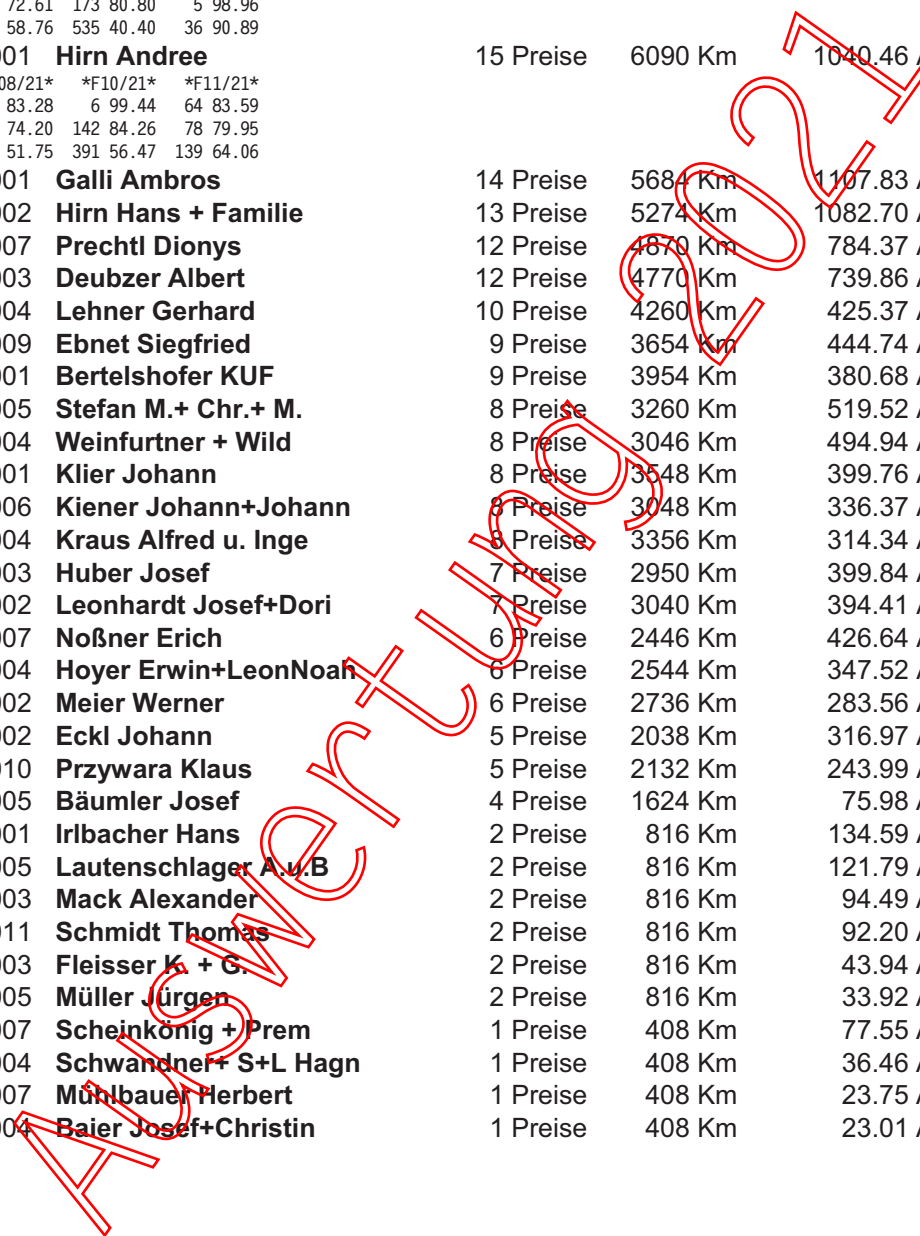 72.61 173 80.80 5 98.96
58.76 535 40.40 36 90.89
001 Hirn Andree 15 Preise 6090 Km 1040.46 A
08/21* *F10/21* *F11/21*
83.28 6 99.44 64 83.59
74.20 142 84.26 78 79.95
51.75 391 56.47 139 64.06
001 Galli Ambros 14 Preise 5684 Km 1107.83 A
002 Hirn Hans + Familie 13 Preise 5274 Km 1082.70 A
007 Prechtl Dionys 12 Preise 4870 Km 784.37 A
003 Deubzer Albert 12 Preise 4770 Km 739.86 A
004 Lehner Gerhard 10 Preise 4260 Km 425.37 A
009 Ebnet Siegfried 9 Preise 3654 Km 444.74 A
001 Bertelshofer KUF 9 Preise 3954 Km 380.68 A
005 Stefan M.+ Chr.+ M. 8 Preise 3260 Km 519.52 A
004 Weinfurtner + Wild 8 Preise 3046 Km 494.94 A
001 Klier Johann 8 Preise 3548 Km 399.76 A
006 Kiener Johann+Johann 8 Preise 3048 Km 336.37 A
004 Kraus Alfred u. Inge 8 Preise 3356 Km 314.34 A
003 Huber Josef 7 Preise 2950 Km 399.84 A
002 Leonhardt Josef+Dori 7 Preise 3040 Km 394.41 A
007 Noßner Erich 6 Preise 2446 Km 426.64 A
004 Hoyer Erwin+LeonNoah 6 Preise 2544 Km 347.52 A
002 Meier Werner 6 Preise 2736 Km 283.56 A
002 Eckl Johann 5 Preise 2038 Km 316.97 A
010 Przywara Klaus 5 Preise 2132 Km 243.99 A
005 Bäumler Josef 4 Preise 1624 Km 75.98 A
001 Irlbacher Hans 2 Preise 816 Km 134.59 A
005 Lautenschlager A.u.B 2 Preise 816 Km 121.79 A
003 Mack Alexander 2 Preise 816 Km 94.49 A
011 Schmidt Thomas 2 Preise 816 Km 92.20 A
003 Fleisser K. + G. 2 Preise 816 Km 43.94 A
005 Müller Jürgen 2 Preise 816 Km 33.92 A
007 Scheinkönig + Prem 1 Preise 408 Km 77.55 A
004 Schwandner+ S+L Hagn 1 Preise 408 Km 36.46 A
007 Mühlbauer Herbert 1 Preise 408 Km 23.75 A
004 Baier Josef+Christin 1 Preise 408 Km 23.01 A
Auswertung 2021